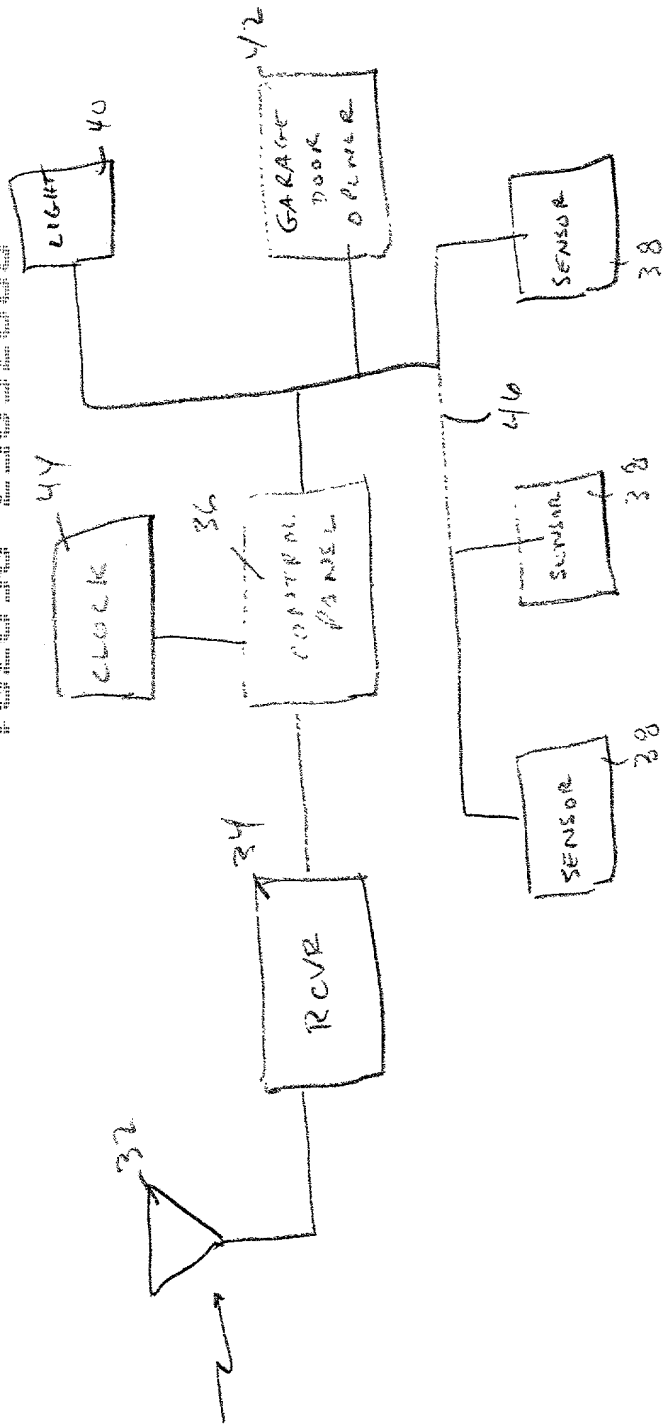 32
RCVR
34
CLOCK
44
CONTROL
PANEL
36
LIGHT
40
GARAGE
DOOR
OPENER
42
46
SENSOR
38
SENSOR
38
SENSOR
38